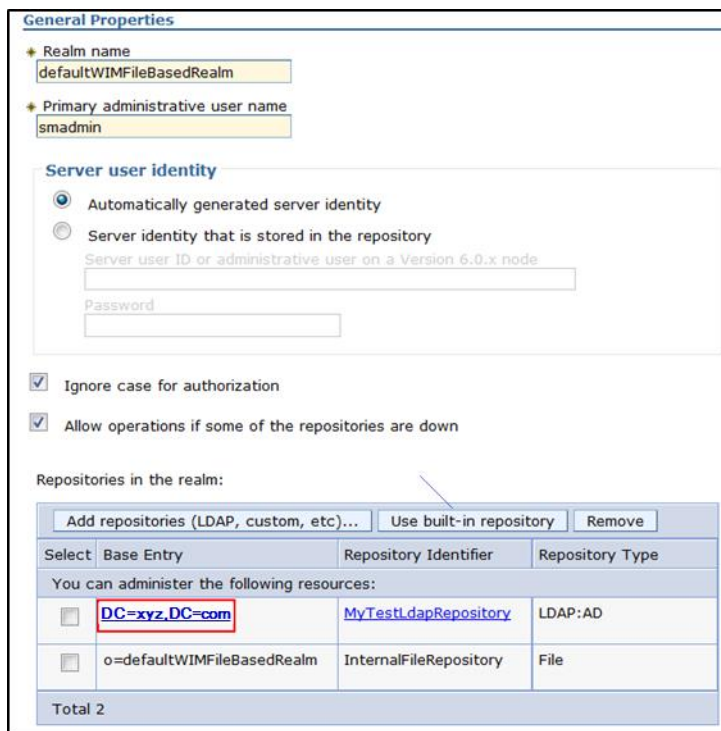 General Properties
Realm name
defaultWIMFileBasedRealm
Primary administrative user name
smadmin
Server user identity
Automatically generated server identity
Server identity that is stored in the repository
Server user ID or administrative user on a Version 6.0.x node
Password
Ignore case for authorization
Allow operations if some of the repositories are down
Repositories in the realm:
Add repositories (LDAP, custom, etc)... Use built-in repository Remove
Select Base Entry Repository Identifier Repository Type
You can administer the following resources:
DC=xyz,DC=com MyTestLdapRepository LDAP:AD
o=defaultWIMFileBasedRealm InternalFileRepository File
Total 2